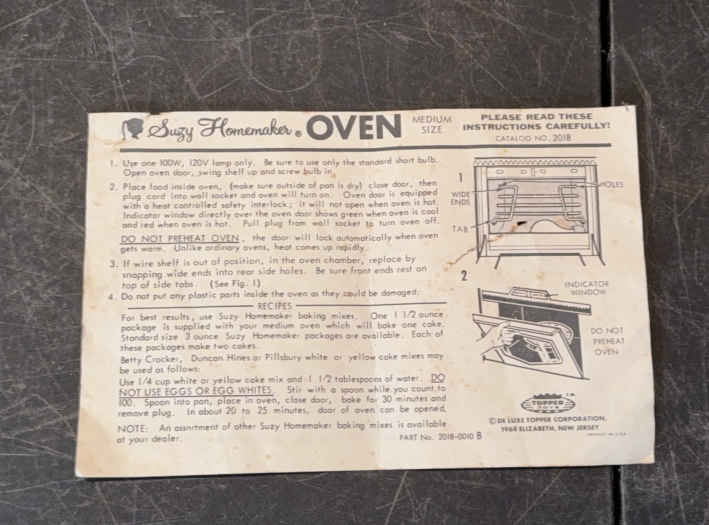 Suzy Homemaker ® OVEN MEDIUM SIZE
PLEASE READ THESE
INSTRUCTIONS CAREFULLY!
CATALOG NO. 2018
1. Use one 100W, 120V lamp only. Be sure to use only the standard short bulb.
Open oven door, swing shelf up and screw bulb in.
2. Place food inside oven, (make sure outside of pan is dry) close door, then
plug cord into wall socket and oven will turn on. Oven door is equipped
with a heat controlled safety interlock; it will not open when oven is hot.
Indicator window directly over the oven door shows green when oven is cool
and red when oven is hot. Pull plug from wall socket to turn oven off.
DO NOT PREHEAT OVEN, the door will lock automatically when oven
gets warm. Unlike ordinary ovens, heat comes up rapidly.
3. If wire shelf is out of position, in the oven chamber, replace by
snapping wide ends into rear side holes. Be sure front ends rest on
top of side tabs. (See Fig. 1)
4. Do not put any plastic parts inside the oven as they could be damaged.
RECIPES
For best results, use Suzy Homemaker baking mixes. One 1 1/2 ounce
package is supplied with your medium oven which will bake one cake.
Standard size 3 ounce Suzy Homemaker packages are available. Each of
these packages make two cakes.
Betty Crocker, Duncan Hines or Pillsbury white or yellow cake mixes may
be used as follows:
Use 1/4 cup white or yellow cake mix and 1 1/2 tablespoons of water. DO
NOT USE EGGS OR EGG WHITES. Stir with a spoon while you count to
100. Spoon into pan, place in oven, close door, bake for 30 minutes and
remove plug. In about 20 to 25 minutes, door of oven can be opened.
NOTE: An assortment of other Suzy Homemaker baking mixes is available
at your dealer.
PART No. 2018-0010 B
1
WIDE
ENDS
HOLES
TAB
2
INDICATOR
WINDOW
DO NOT
PREHEAT
OVEN
TOPPER
TOYS
T.M.
© DE LUXE TOPPER CORPORATION,
1968 ELIZABETH, NEW JERSEY